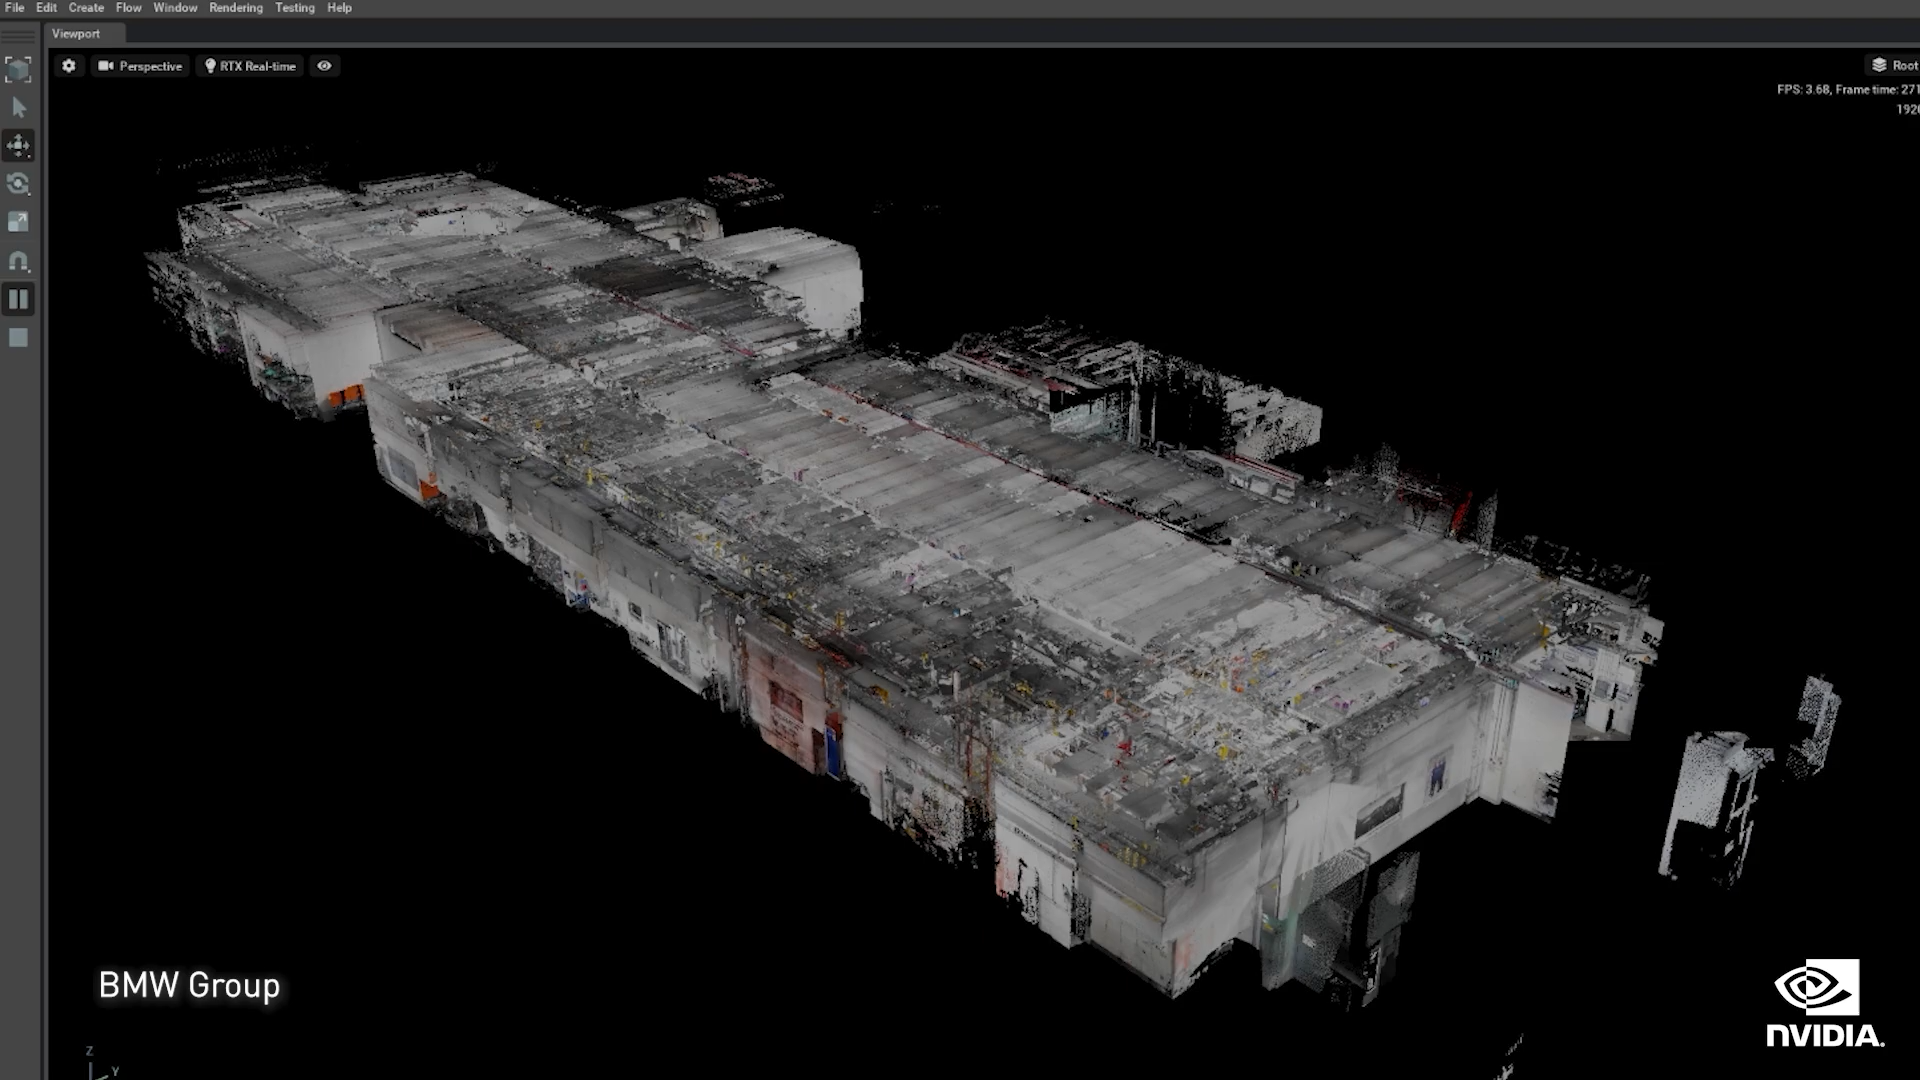 File Edit Create Flow Window Rendering Testing Help
Viewport
Perspective RTX Real-time
Root
FPS: 3.68, Frame time: 271
1920
BMW Group
Z
Y
NVIDIA.